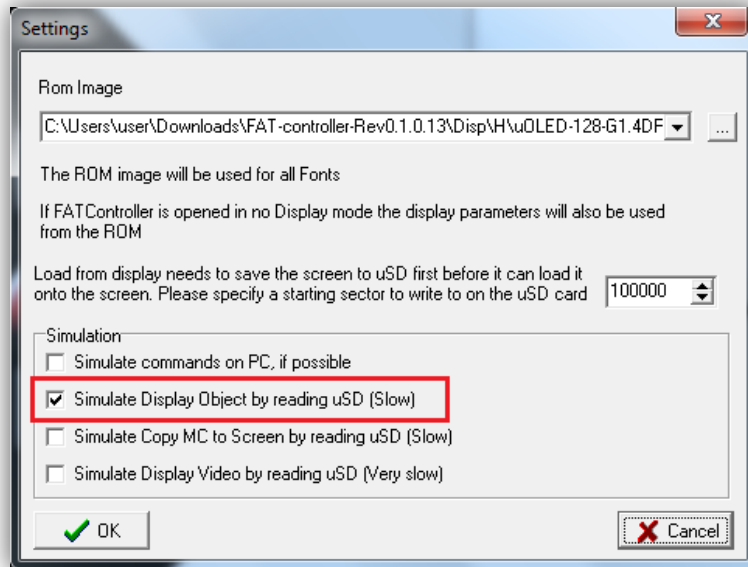 Settings
Rom Image
C:\Users\user\Downloads\FAT-controller-Rev0.1.0.13\Disp\H\uOLED-128-G1.4DF
...
The ROM image will be used for all Fonts
If FATController is opened in no Display mode the display parameters will also be used
from the ROM
Load from display needs to save the screen to uSD first before it can load it
onto the screen. Please specify a starting sector to write to on the uSD card
100000
Simulation
Simulate commands on PC, if possible
Simulate Display Object by reading uSD (Slow)
Simulate Copy MC to Screen by reading uSD (Slow)
Simulate Display Video by reading uSD (Very slow)
OK
Cancel